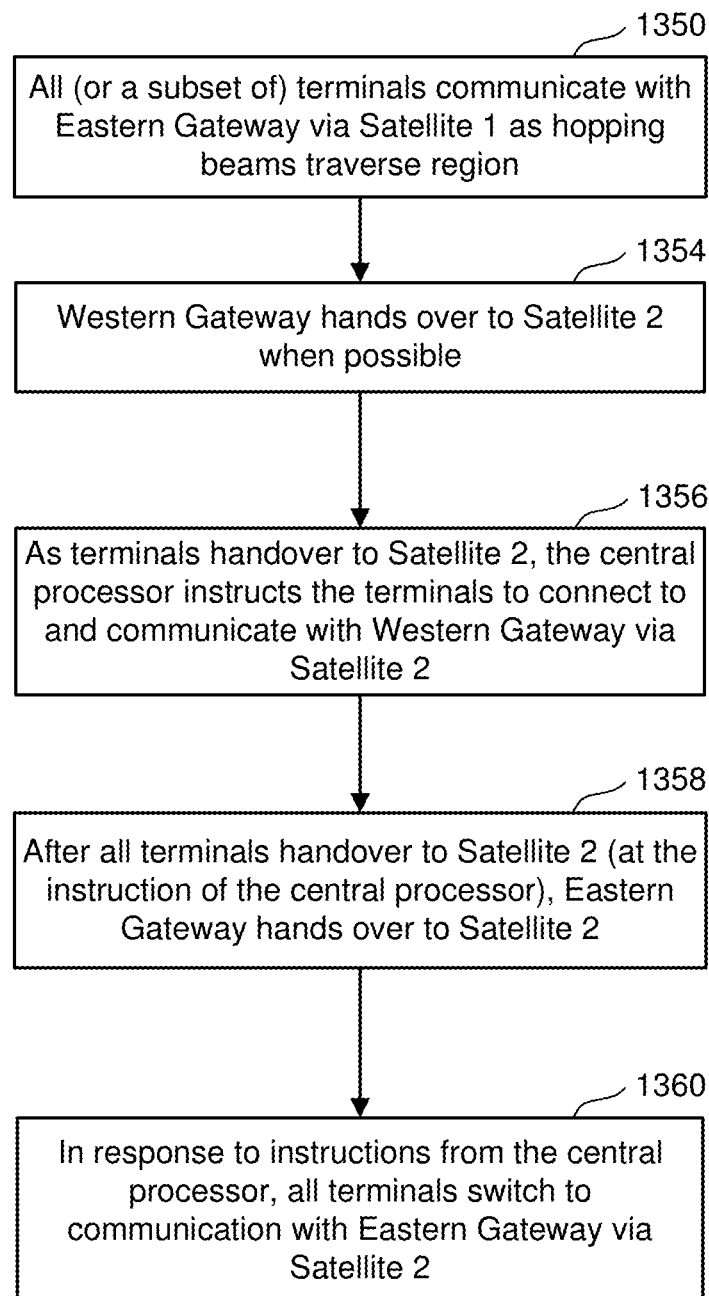 1350
All (or a subset of) terminals communicate with
Eastern Gateway via Satellite 1 as hopping
beams traverse region
1354
Western Gateway hands over to Satellite 2
when possible
1356
As terminals handover to Satellite 2, the central
processor instructs the terminals to connect to
and communicate with Western Gateway via
Satellite 2
1358
After all terminals handover to Satellite 2 (at the
instruction of the central processor), Eastern
Gateway hands over to Satellite 2
1360
In response to instructions from the central
processor, all terminals switch to
communication with Eastern Gateway via
Satellite 2